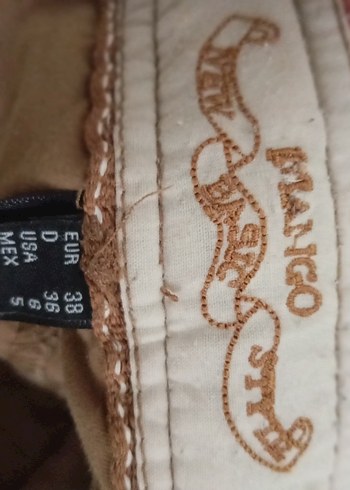 MANGO
NEW BASIC STYLE
EUR 38
D 36
USA 6
MEX 5